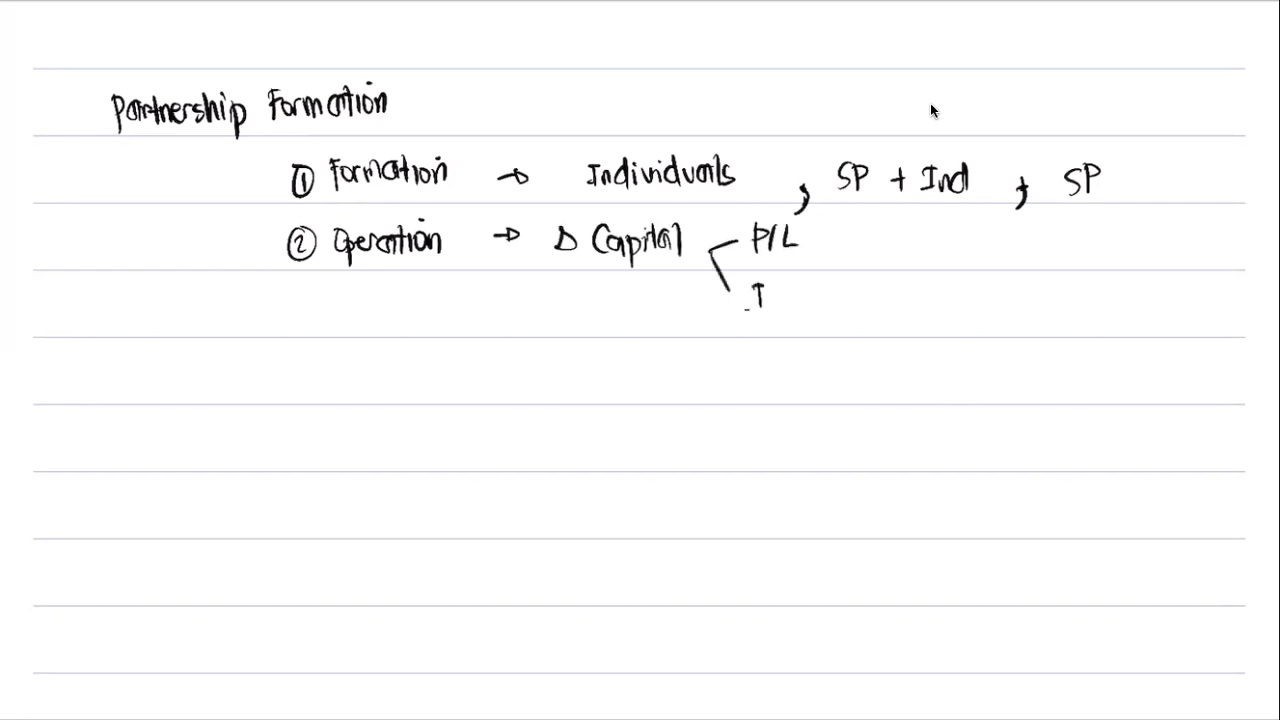 Partnership Formation
① Formation → Individuals , SP + Ind , SP
② Operation → Δ Capital P/L
I